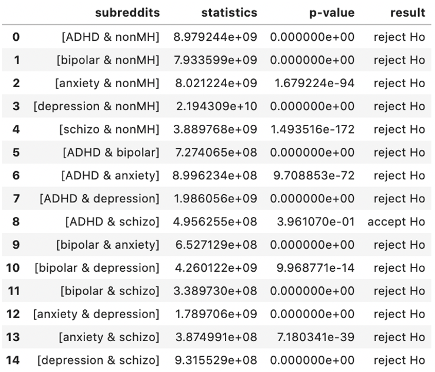 subreddits statistics p-value result
0 [ADHD & nonMH] 8.979244e+09 0.000000e+00 reject Ho
1 [bipolar & nonMH] 7.933599e+09 0.000000e+00 reject Ho
2 [anxiety & nonMH] 8.021224e+09 1.679224e-94 reject Ho
3 [depression & nonMH] 2.194309e+10 0.000000e+00 reject Ho
4 [schizo & nonMH] 3.889768e+09 1.493516e-172 reject Ho
5 [ADHD & bipolar] 7.274065e+08 0.000000e+00 reject Ho
6 [ADHD & anxiety] 8.996234e+08 9.708853e-72 reject Ho
7 [ADHD & depression] 1.986056e+09 0.000000e+00 reject Ho
8 [ADHD & schizo] 4.956255e+08 3.961070e-01 accept Ho
9 [bipolar & anxiety] 6.527129e+08 0.000000e+00 reject Ho
10 [bipolar & depression] 4.260122e+09 9.968771e-14 reject Ho
11 [bipolar & schizo] 3.389730e+08 0.000000e+00 reject Ho
12 [anxiety & depression] 1.789706e+09 0.000000e+00 reject Ho
13 [anxiety & schizo] 3.874991e+08 7.180341e-39 reject Ho
14 [depression & schizo] 9.315529e+08 0.000000e+00 reject Ho